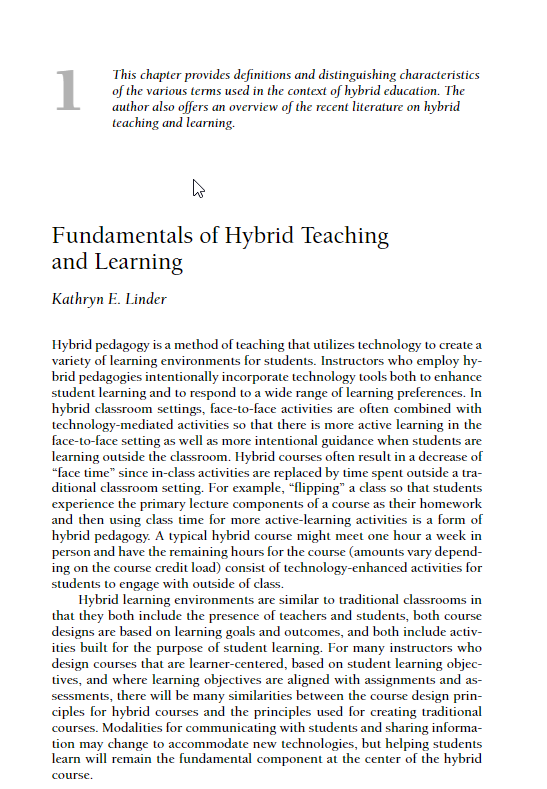 1
This chapter provides definitions and distinguishing characteristics
of the various terms used in the context of hybrid education. The
author also offers an overview of the recent literature on hybrid
teaching and learning.
Fundamentals of Hybrid Teaching
and Learning
Kathryn E. Linder
Hybrid pedagogy is a method of teaching that utilizes technology to create a
variety of learning environments for students. Instructors who employ hy-
brid pedagogies intentionally incorporate technology tools both to enhance
student learning and to respond to a wide range of learning preferences. In
hybrid classroom settings, face-to-face activities are often combined with
technology-mediated activities so that there is more active learning in the
face-to-face setting as well as more intentional guidance when students are
learning outside the classroom. Hybrid courses often result in a decrease of
“face time” since in-class activities are replaced by time spent outside a tra-
ditional classroom setting. For example, “flipping” a class so that students
experience the primary lecture components of a course as their homework
and then using class time for more active-learning activities is a form of
hybrid pedagogy. A typical hybrid course might meet one hour a week in
person and have the remaining hours for the course (amounts vary depend-
ing on the course credit load) consist of technology-enhanced activities for
students to engage with outside of class.
Hybrid learning environments are similar to traditional classrooms in
that they both include the presence of teachers and students, both course
designs are based on learning goals and outcomes, and both include activ-
ities built for the purpose of student learning. For many instructors who
design courses that are learner-centered, based on student learning objec-
tives, and where learning objectives are aligned with assignments and as-
sessments, there will be many similarities between the course design prin-
ciples for hybrid courses and the principles used for creating traditional
courses. Modalities for communicating with students and sharing informa-
tion may change to accommodate new technologies, but helping students
learn will remain the fundamental component at the center of the hybrid
course.